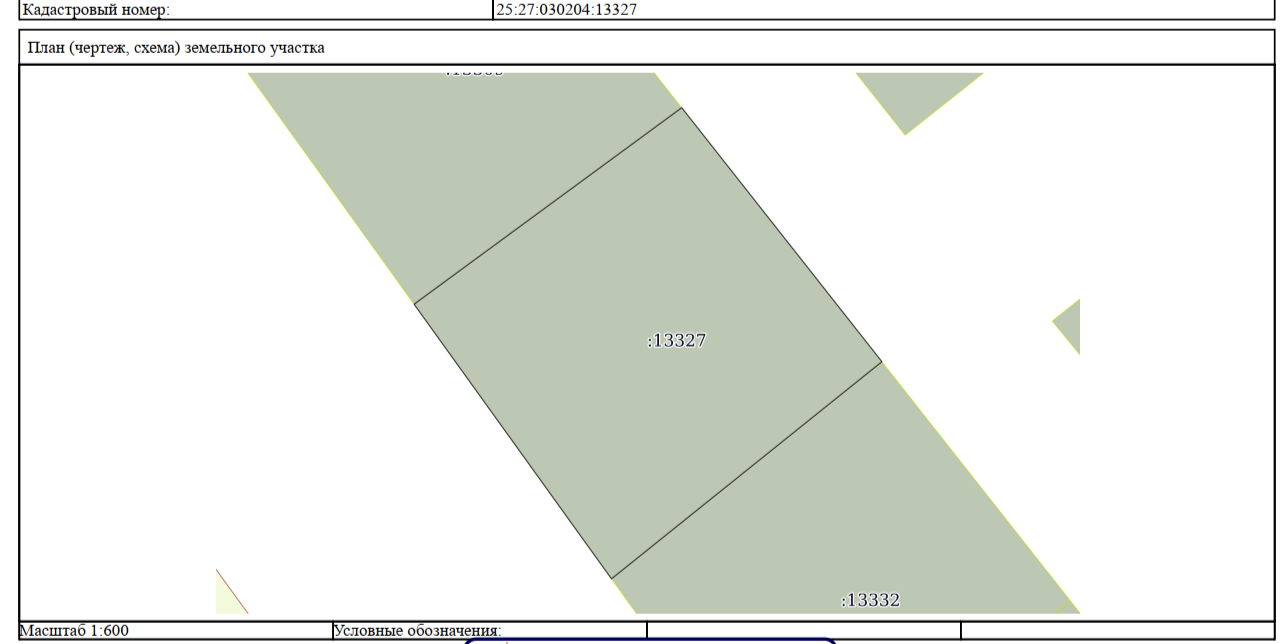 Кадастровый номер:
25:27:030204:13327
План (чертеж, схема) земельного участка
:13327
:13332
Масштаб 1:600
Условные обозначения: